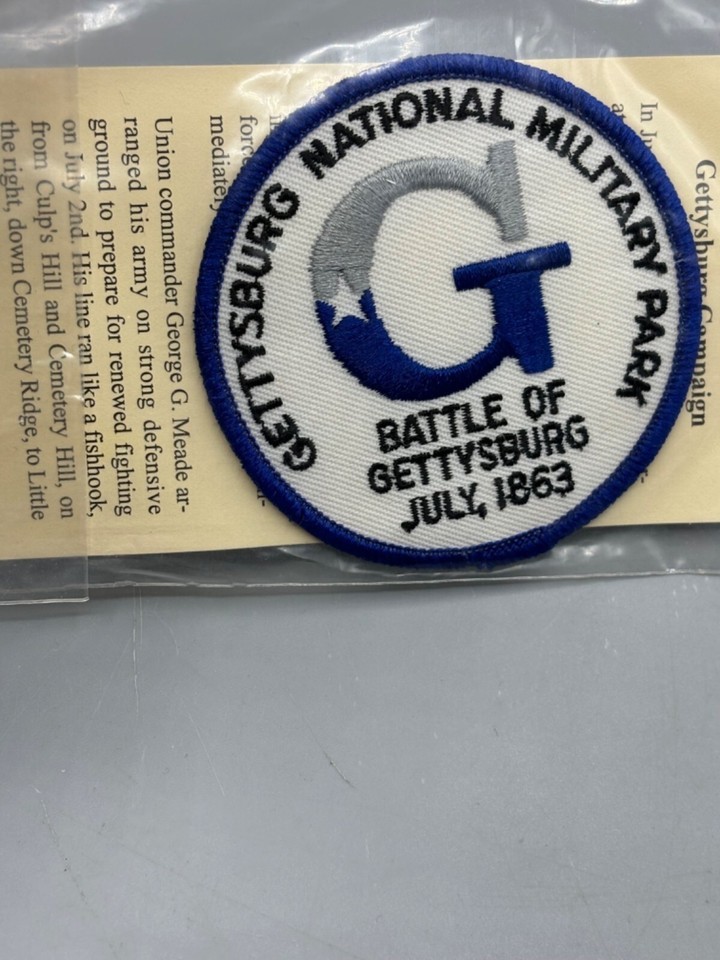 GETTYSBURG NATIONAL MILITARY PARK
G
BATTLE OF
GETTYSBURG
JULY, 1863
Gettysburg Campaign
In
forc
mediately
Union commander George G. Meade ar-
ranged his army on strong defensive
ground to prepare for renewed fighting
on July 2nd. His line ran like a fishhook,
from Culp's Hill and Cemetery Hill, on
the right, down Cemetery Ridge, to Little